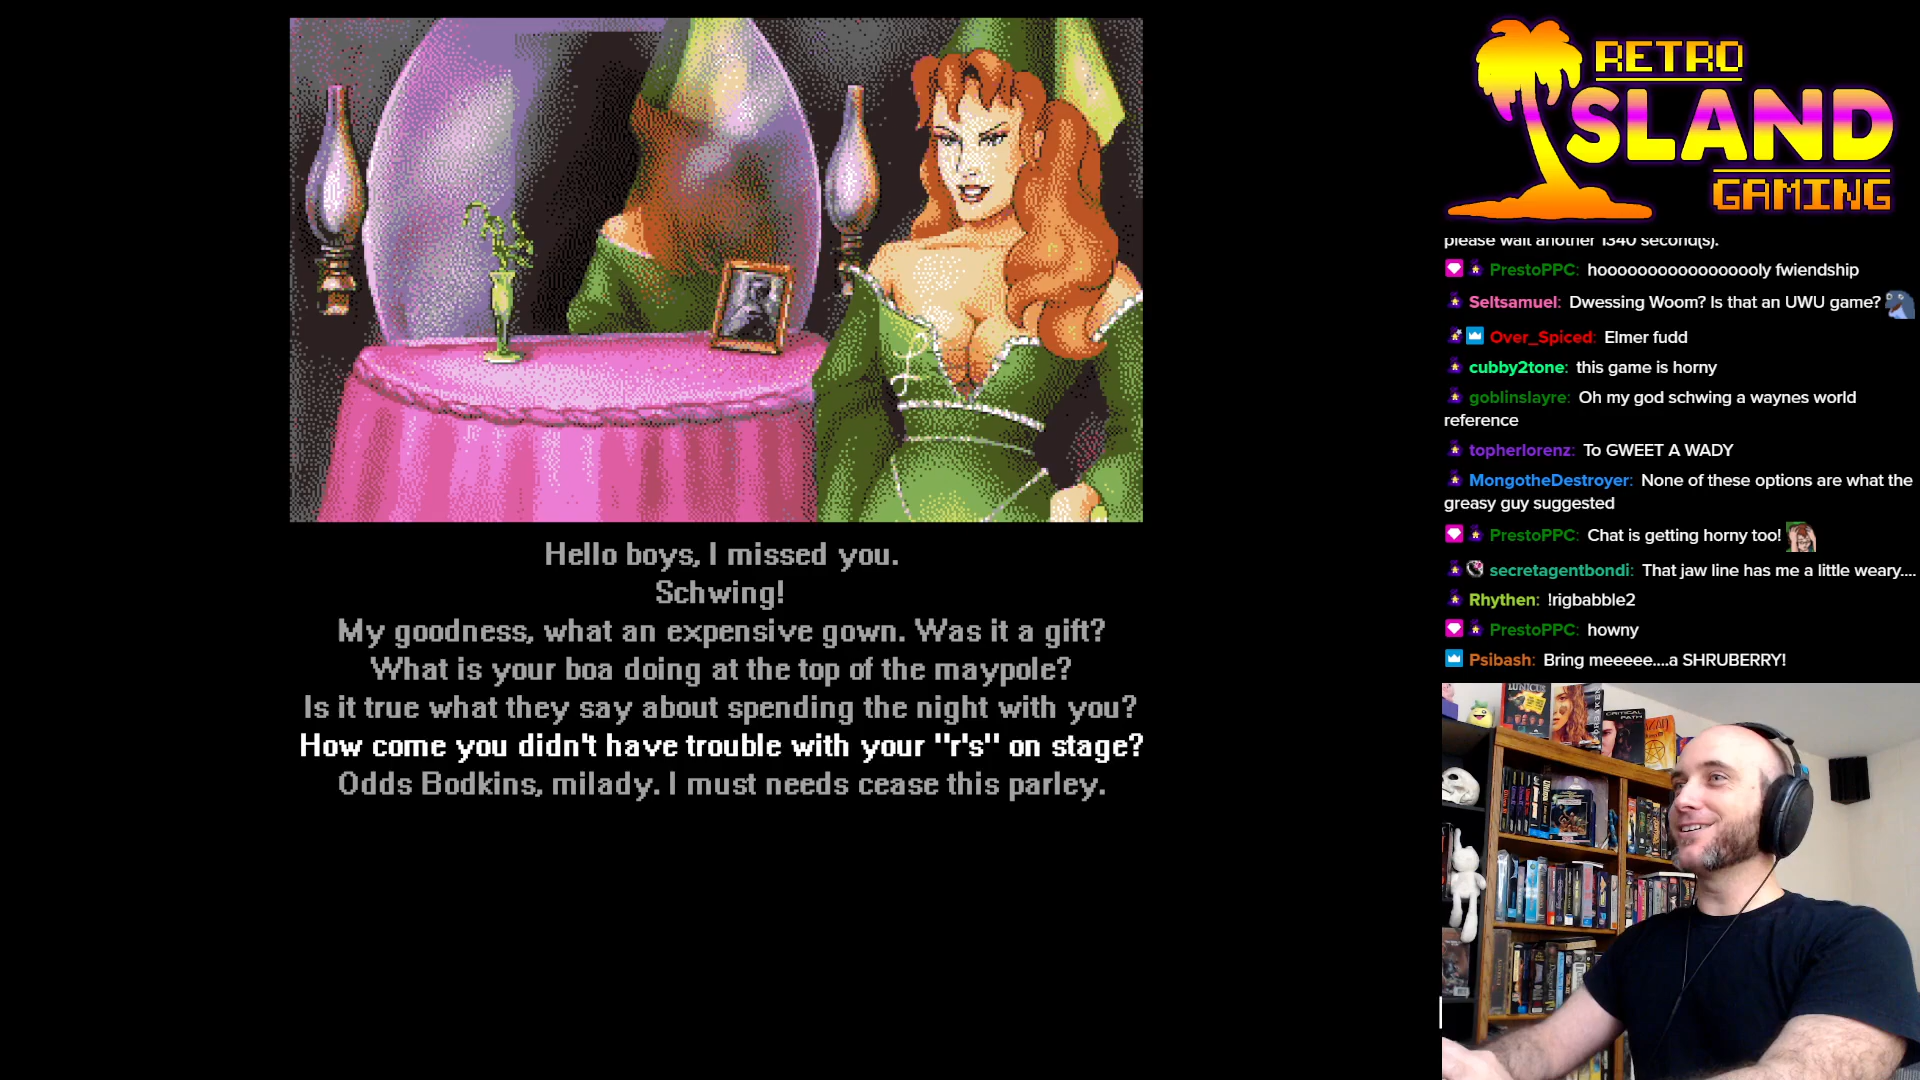 Hello boys, I missed you.
Schwing!
My goodness, what an expensive gown. Was it a gift?
What is your boa doing at the top of the maypole?
Is it true what they say about spending the night with you?
How come you didn't have trouble with your "r's" on stage?
Odds Bodkins, milady. I must needs cease this parley.
RETRO
ISLAND
GAMING
please wait another 1340 second(s).
PrestoPPC: hooooooooooooooooly fwiendship
Seltsamuel: Dwessing Woom? Is that an UWU game?
Over_Spiced: Elmer fudd
cubby2tone: this game is horny
goblinslayre: Oh my god schwing a waynes world
reference
topherlorenz: To GWEET A WADY
MongotheDestroyer: None of these options are what the
greasy guy suggested
PrestoPPC: Chat is getting horny too!
secretagentbondi: That jaw line has me a little weary....
Rhythen: !rigbabble2
PrestoPPC: howny
Psibash: Bring meeeee....a SHRUBERRY!
LUNICUS
CRITICAL
PATH